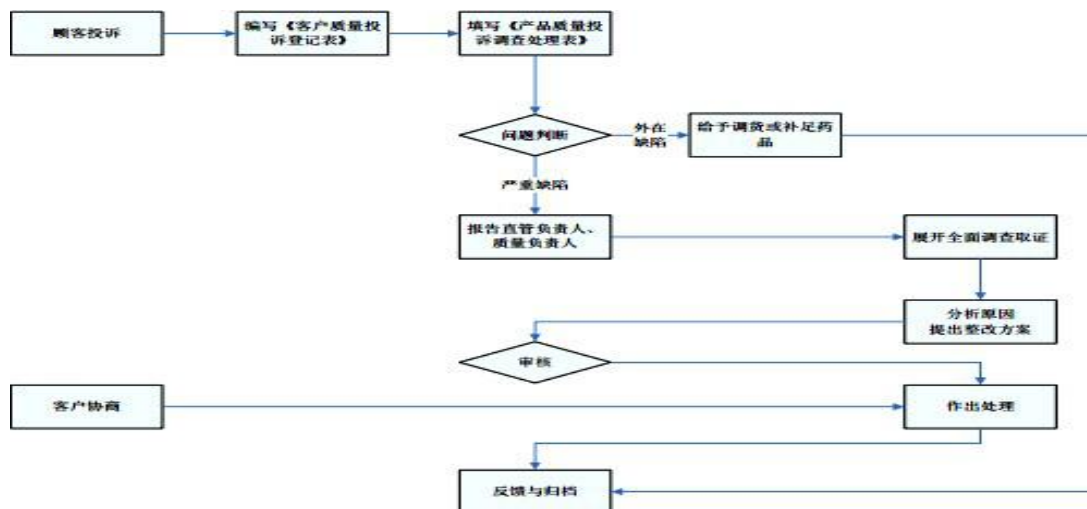 顾客投诉
编写《客户质量投
诉登记表》
填写《产品质量投
诉调查处理表》
问题判断
外在
缺陷
给予调货或补足药
品
严重缺陷
报告直管负责人、
质量负责人
展开全面调查取证
分析原因
提出整改方案
审核
客户协商
作出处理
反馈与归档